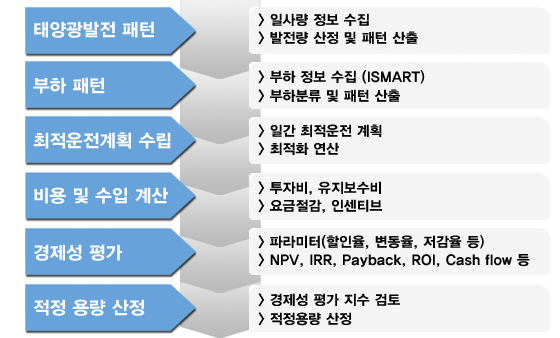 태양광발전 패턴
> 일사량 정보 수집
> 발전량 산정 및 패턴 산출
부하 패턴
> 부하 정보 수집 (ISMART)
> 부하분류 및 패턴 산출
최적운전계획 수립
> 일간 최적운전 계획
> 최적화 연산
비용 및 수입 계산
> 투자비, 유지보수비
> 요금절감, 인센티브
경제성 평가
> 파라미터(할인율, 변동율, 저감율 등)
> NPV, IRR, Payback, ROI, Cash flow 등
적정 용량 산정
> 경제성 평가 지수 검토
> 적정용량 산정